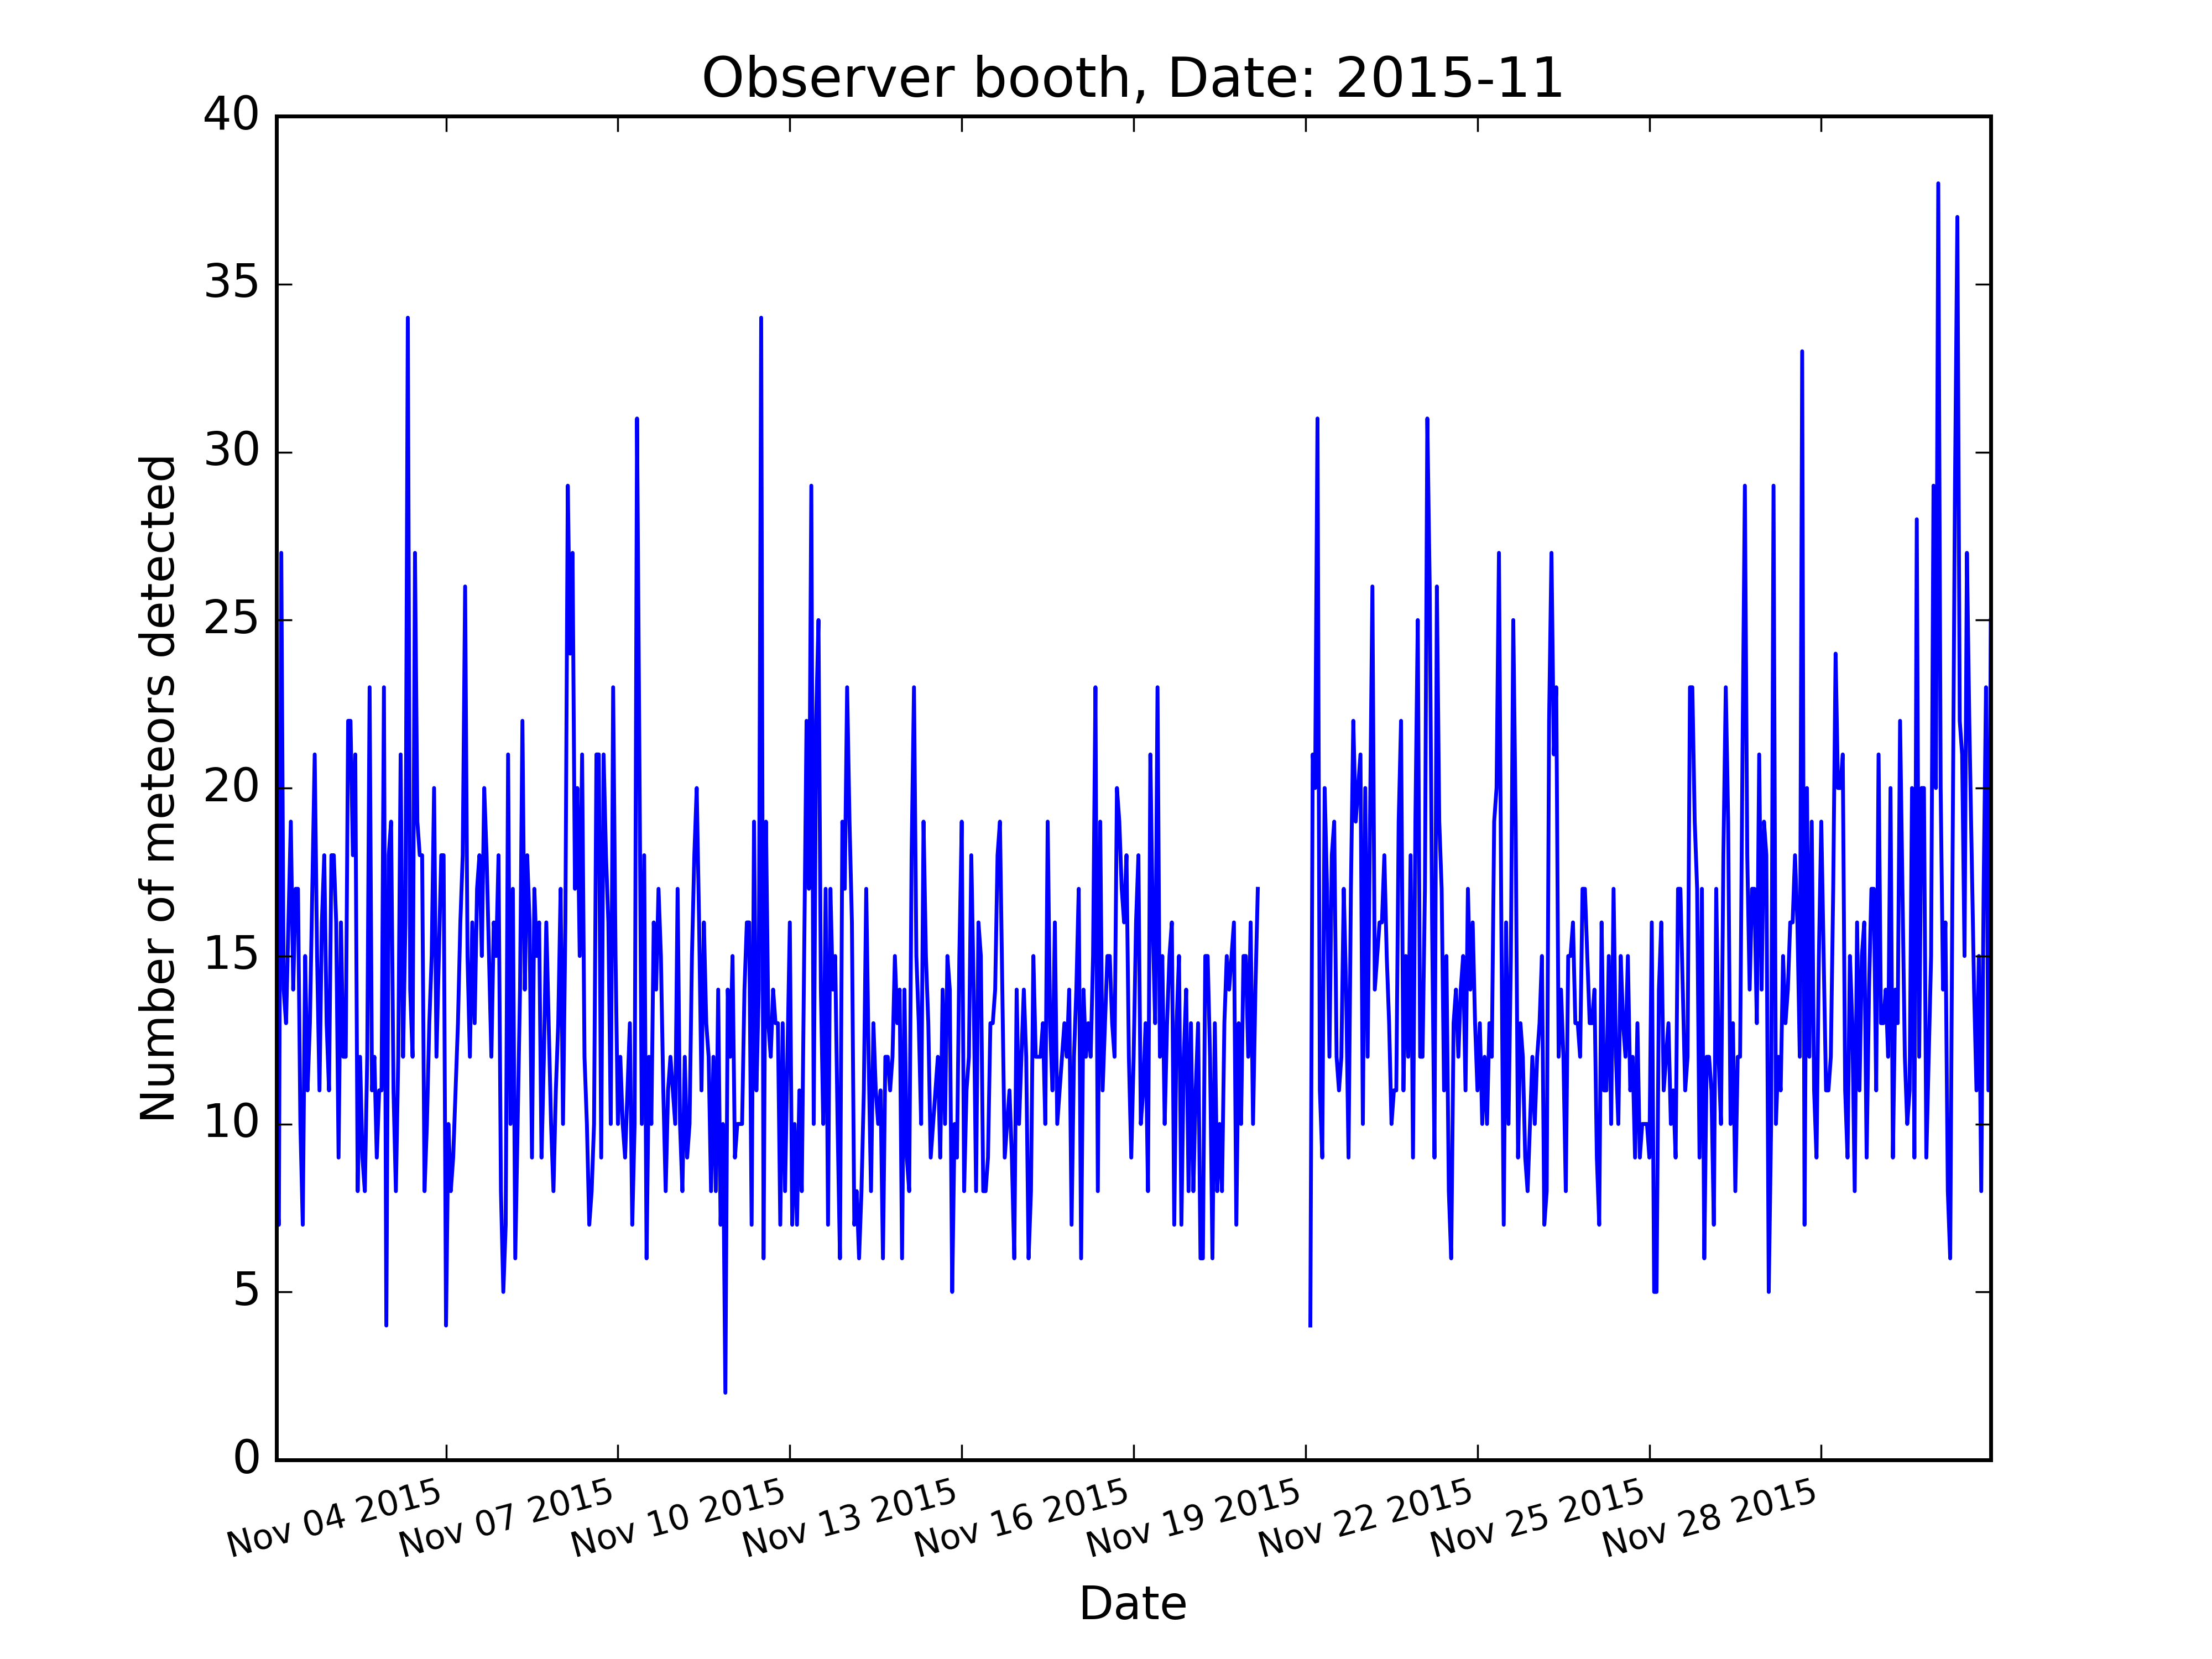 Observer booth, Date: 2015-11
40
35
30
25
20
15
10
5
0
Number of meteors detected
Nov 04 2015
Nov 07 2015
Nov 10 2015
Nov 13 2015
Nov 16 2015
Nov 19 2015
Nov 22 2015
Nov 25 2015
Nov 28 2015
Date